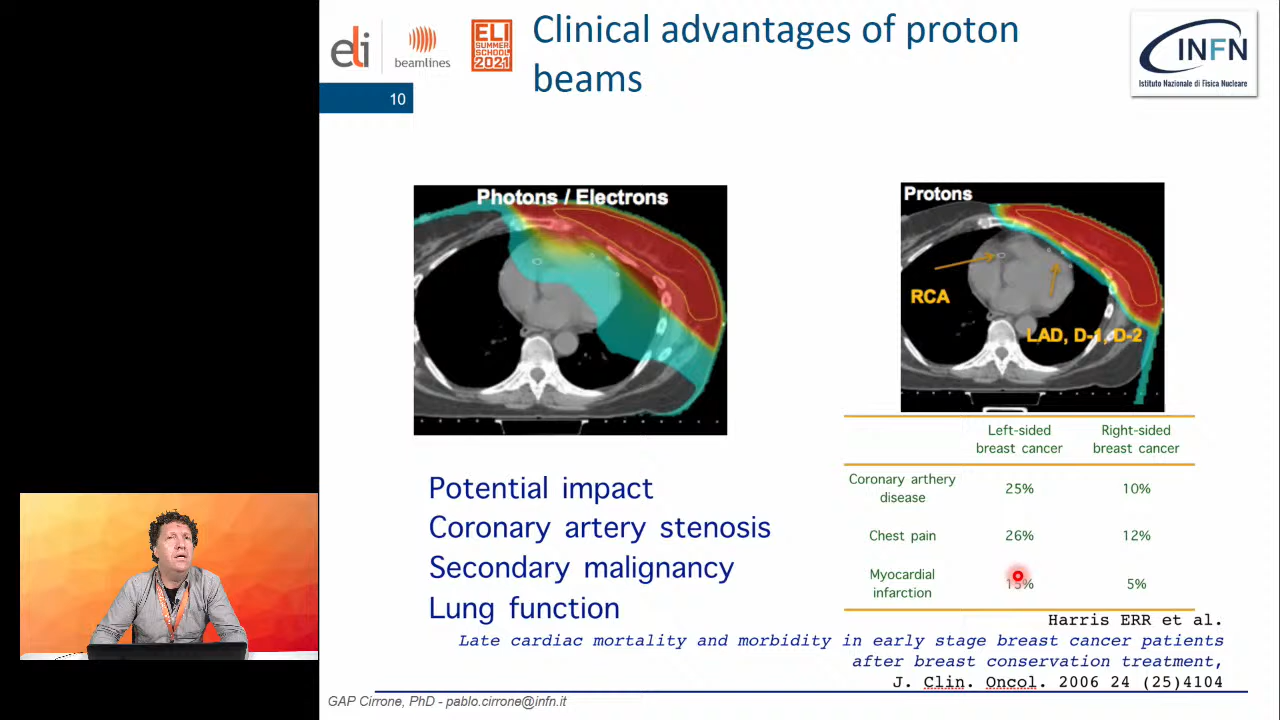 eli
beamlines
ELI
SUMMER
SCHOOL
2021
Clinical advantages of proton
beams
INFN
Istituto Nazionale di Fisica Nucleare
10
Photons / Electrons
Protons
RCA
LAD, D-1, D-2
Left-sided breast cancer
Right-sided breast cancer
Coronary arthery disease
25%
10%
Chest pain
26%
12%
Myocardial infarction
5%
Potential impact
Coronary artery stenosis
Secondary malignancy
Lung function
Harris ERR et al.
Late cardiac mortality and morbidity in early stage breast cancer patients
after breast conservation treatment,
J. Clin. Oncol. 2006 24 (25)4104
GAP Cirrone, PhD - pablo.cirrone@infn.it